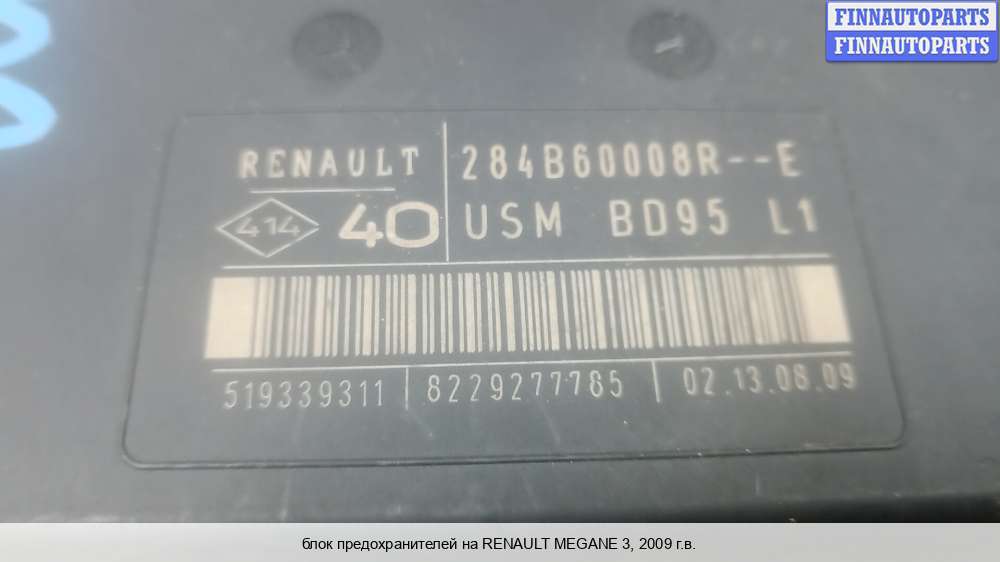 FINNAUTOPARTS
FINNAUTOPARTS
RENAULT
284B60008R--E
414
40
USM BD95 L1
519339311
8229277785
02.13.08.09
блок предохранителей на RENAULT MEGANE 3, 2009 г.в.